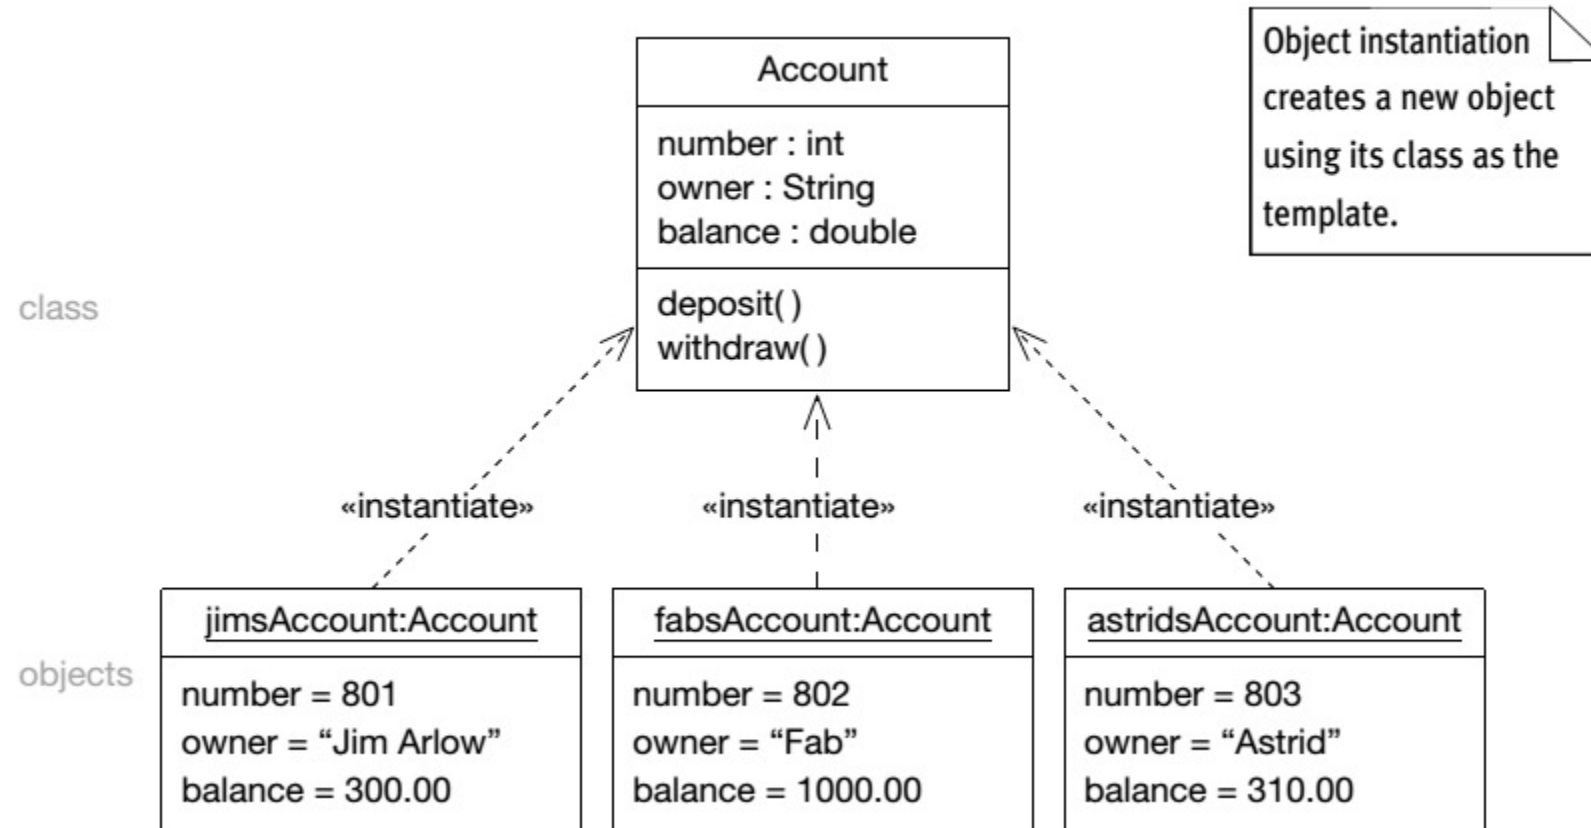 Account
number : int
owner : String
balance : double
deposit( )
withdraw( )
Object instantiation
creates a new object
using its class as the
template.
class
«instantiate»
«instantiate»
«instantiate»
objects
jimsAccount:Account
number = 801
owner = “Jim Arlow”
balance = 300.00
fabsAccount:Account
number = 802
owner = “Fab”
balance = 1000.00
astridsAccount:Account
number = 803
owner = “Astrid”
balance = 310.00